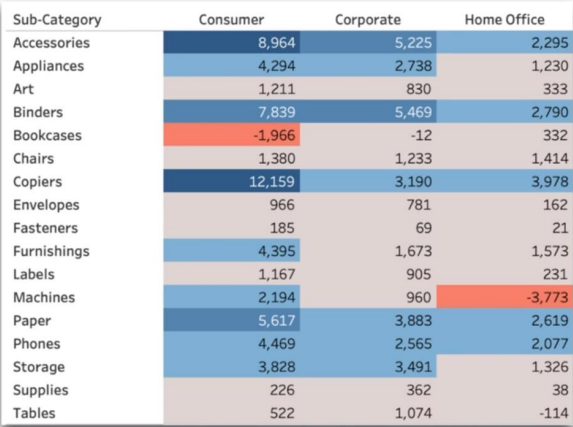 Sub-Category Consumer Corporate Home Office
Accessories 8,964 5,225 2,295
Appliances 4,294 2,738 1,230
Art 1,211 830 333
Binders 7,839 5,469 2,790
Bookcases -1,966 -12 332
Chairs 1,380 1,233 1,414
Copiers 12,159 3,190 3,978
Envelopes 966 781 162
Fasteners 185 69 21
Furnishings 4,395 1,673 1,573
Labels 1,167 905 231
Machines 2,194 960 -3,773
Paper 5,617 3,883 2,619
Phones 4,469 2,565 2,077
Storage 3,828 3,491 1,326
Supplies 226 362 38
Tables 522 1,074 -114